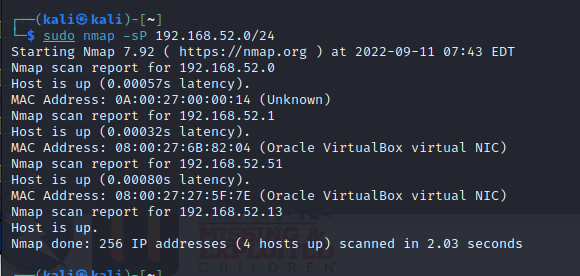 (kali㉿kali)-[~]
$ sudo nmap -sP 192.168.52.0/24
Starting Nmap 7.92 ( https://nmap.org ) at 2022-09-11 07:43 EDT
Nmap scan report for 192.168.52.0
Host is up (0.00057s latency).
MAC Address: 0A:00:27:00:00:14 (Unknown)
Nmap scan report for 192.168.52.1
Host is up (0.00032s latency).
MAC Address: 08:00:27:6B:82:04 (Oracle VirtualBox virtual NIC)
Nmap scan report for 192.168.52.51
Host is up (0.00080s latency).
MAC Address: 08:00:27:27:5F:7E (Oracle VirtualBox virtual NIC)
Nmap scan report for 192.168.52.13
Host is up.
Nmap done: 256 IP addresses (4 hosts up) scanned in 2.03 seconds
MISSING &
EXPLOITED
CHILDREN